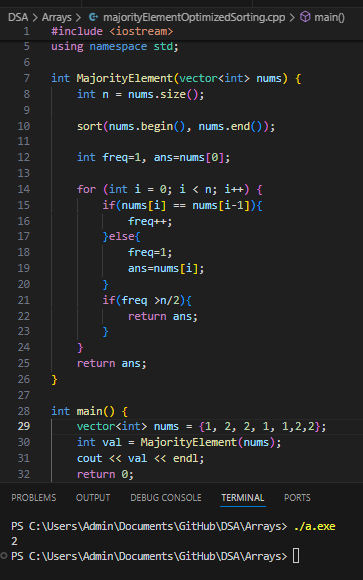 DSA > Arrays > majorityElementOptimizedSorting.cpp > main()
1 #include <iostream>
5 using namespace std;
6
7 int MajorityElement(vector<int> nums) {
8 int n = nums.size();
9
10 sort(nums.begin(), nums.end());
11
12 int freq=1, ans=nums[0];
13
14 for (int i = 0; i < n; i++) {
15 if(nums[i] == nums[i-1]){
16 freq++;
17 }else{
18 freq=1;
19 ans=nums[i];
20 }
21 if(freq >n/2){
22 return ans;
23 }
24 }
25 return ans;
26 }
27
28 int main() {
29 vector<int> nums = {1, 2, 2, 1, 1,2,2};
30 int val = MajorityElement(nums);
31 cout << val << endl;
32 return 0;
PROBLEMS OUTPUT DEBUG CONSOLE TERMINAL PORTS
PS C:\Users\Admin\Documents\GitHub\DSA\Arrays> ./a.exe
2
PS C:\Users\Admin\Documents\GitHub\DSA\Arrays>